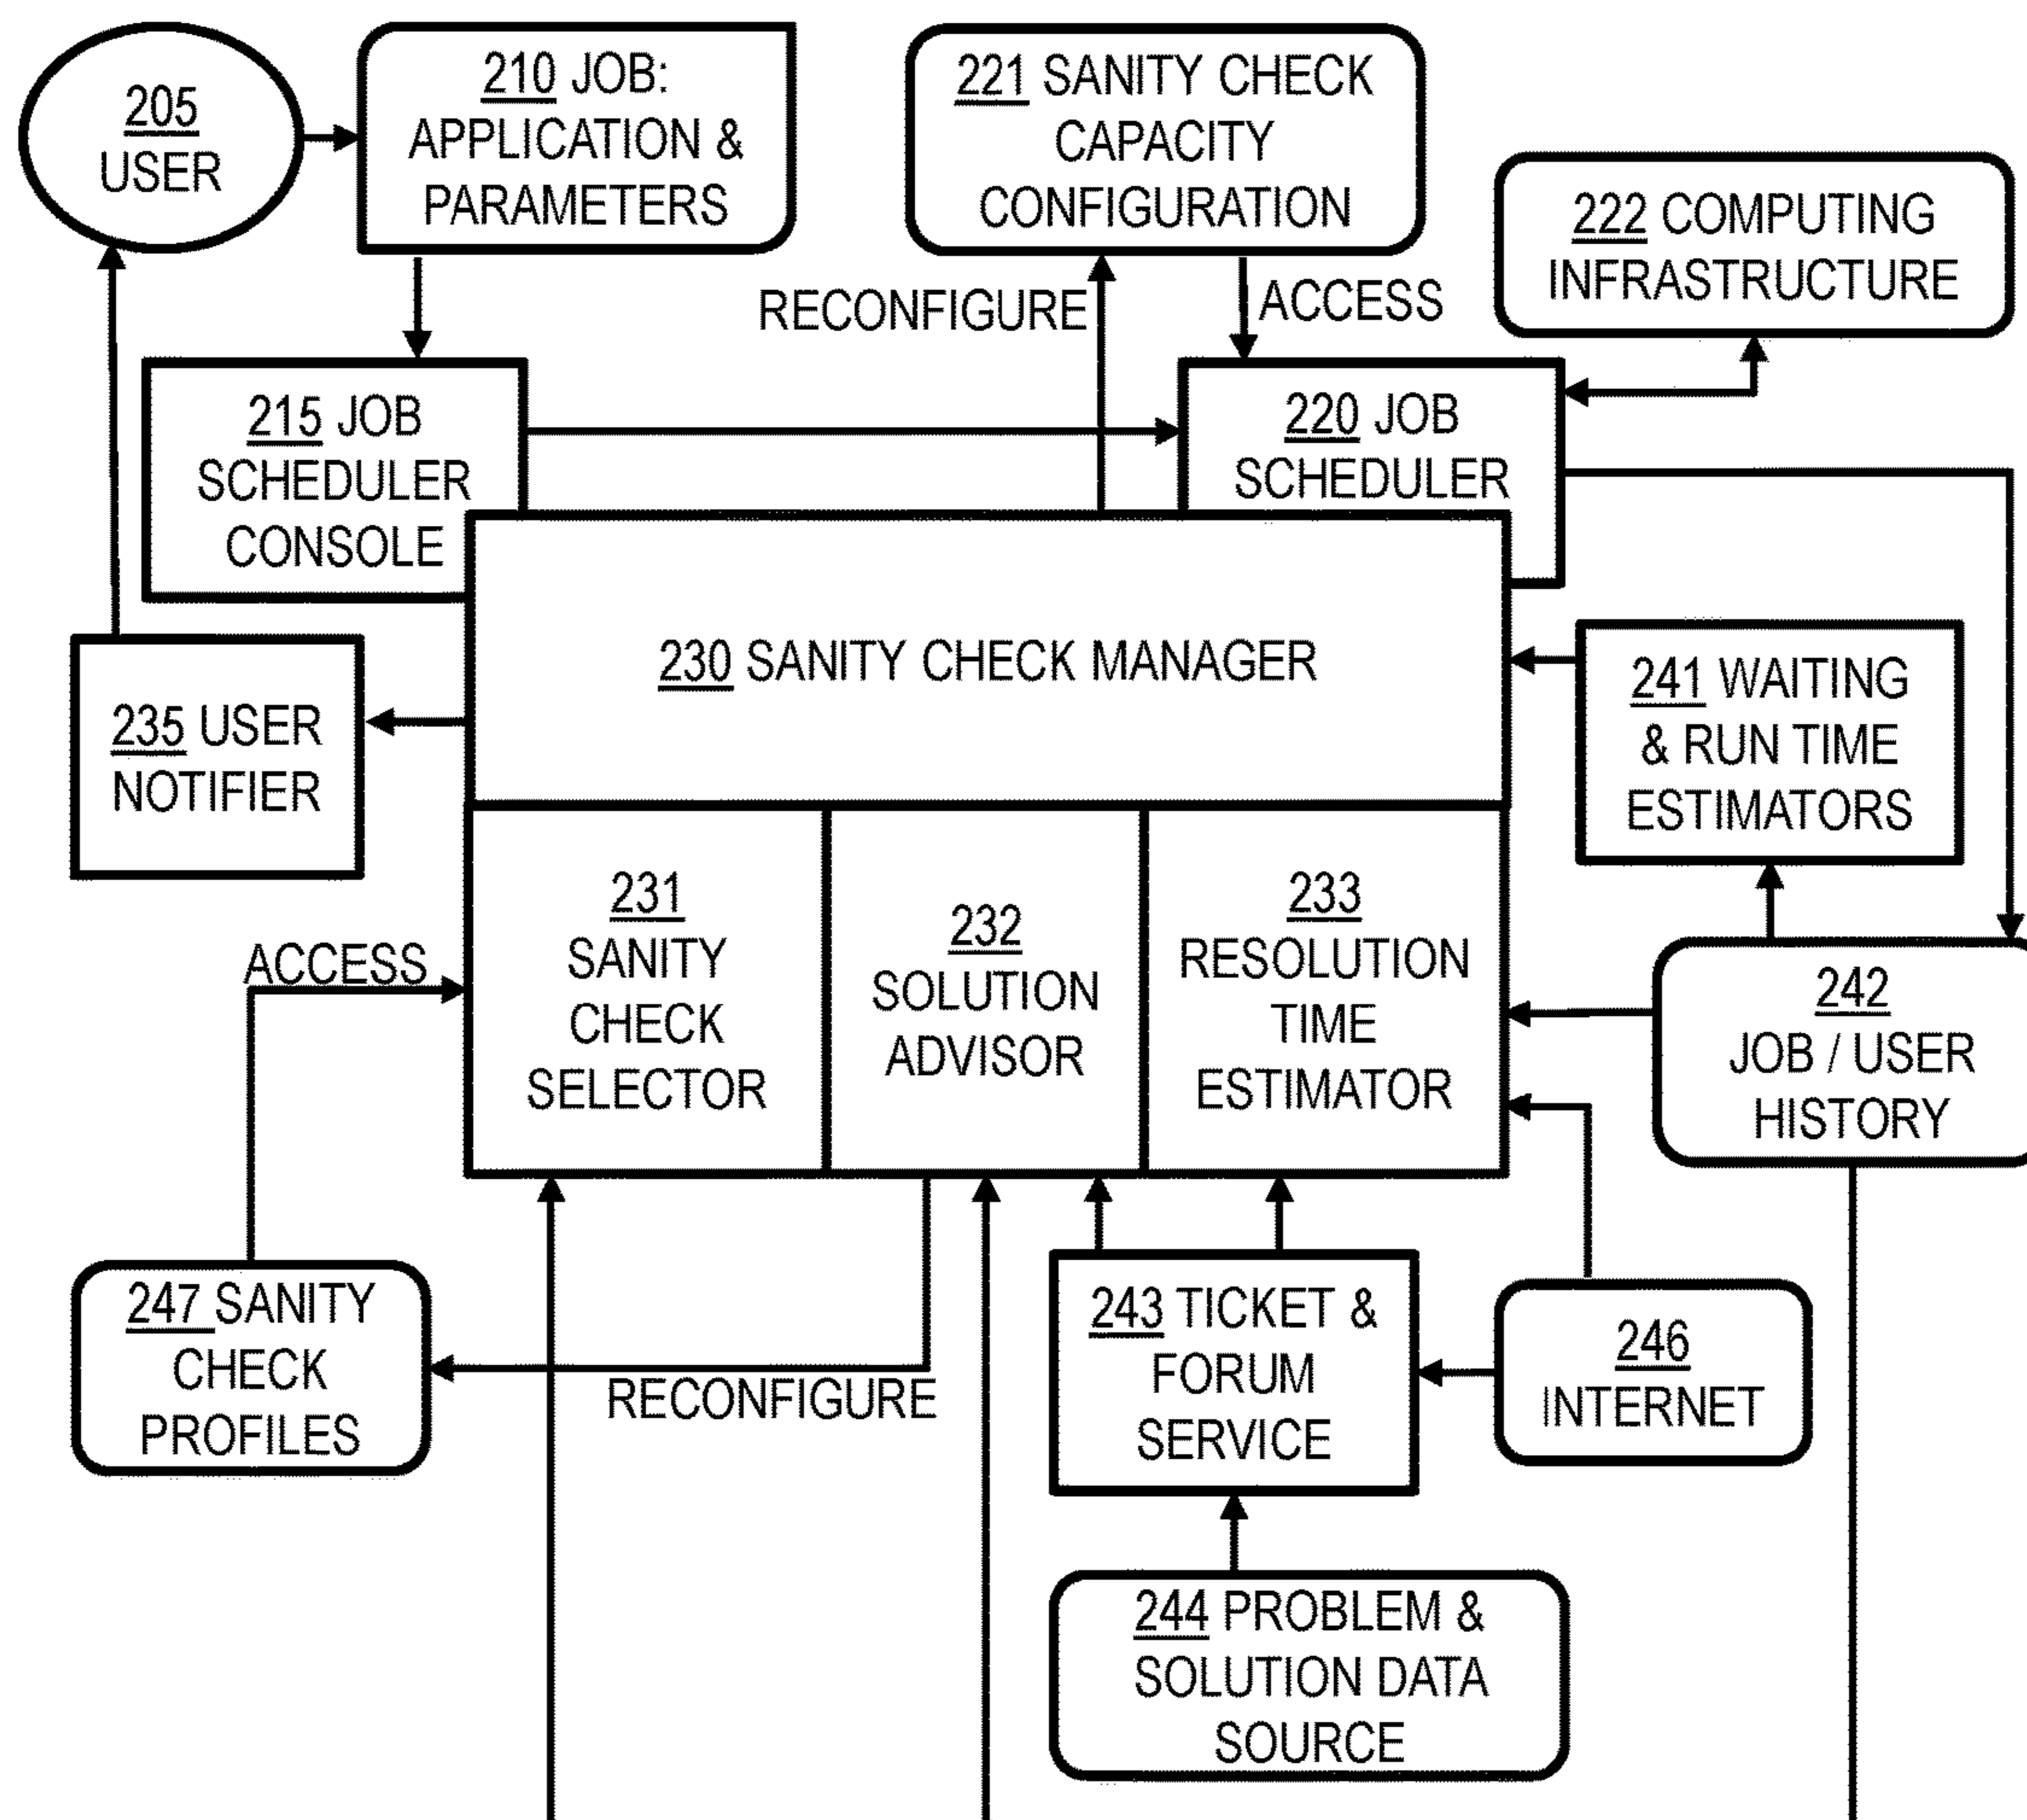 205
USER
210 JOB:
APPLICATION &
PARAMETERS
221 SANITY CHECK
CAPACITY
CONFIGURATION
222 COMPUTING
INFRASTRUCTURE
RECONFIGURE
ACCESS
215 JOB
SCHEDULER
CONSOLE
220 JOB
SCHEDULER
230 SANITY CHECK MANAGER
235 USER
NOTIFIER
241 WAITING
& RUN TIME
ESTIMATORS
231
SANITY
CHECK
SELECTOR
232
SOLUTION
ADVISOR
233
RESOLUTION
TIME
ESTIMATOR
ACCESS
242
JOB / USER
HISTORY
247 SANITY
CHECK
PROFILES
RECONFIGURE
243 TICKET &
FORUM
SERVICE
246
INTERNET
244 PROBLEM &
SOLUTION DATA
SOURCE